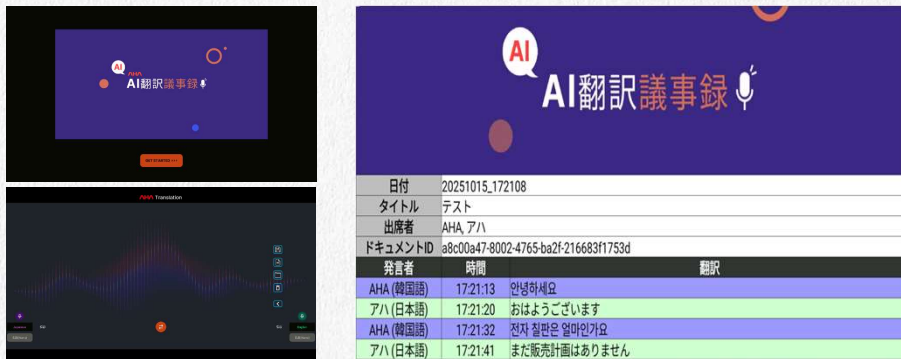 AI
AHA
AI翻訳議事録
GET STARTED >>>
AHA Translation
AI
AI翻訳議事録
日付 20251015_172108
タイトル テスト
出席者 AHA, アハ
ドキュメントID a8c00a47-8002-4765-ba2f-216683f1753d
発言者 時間 翻訳
AHA (韓国語) 17:21:13 안녕하세요
アハ (日本語) 17:21:20 おはようございます
AHA (韓国語) 17:21:32 전자 칠판은 얼마인가요
アハ (日本語) 17:21:41 まだ販売計画はありません